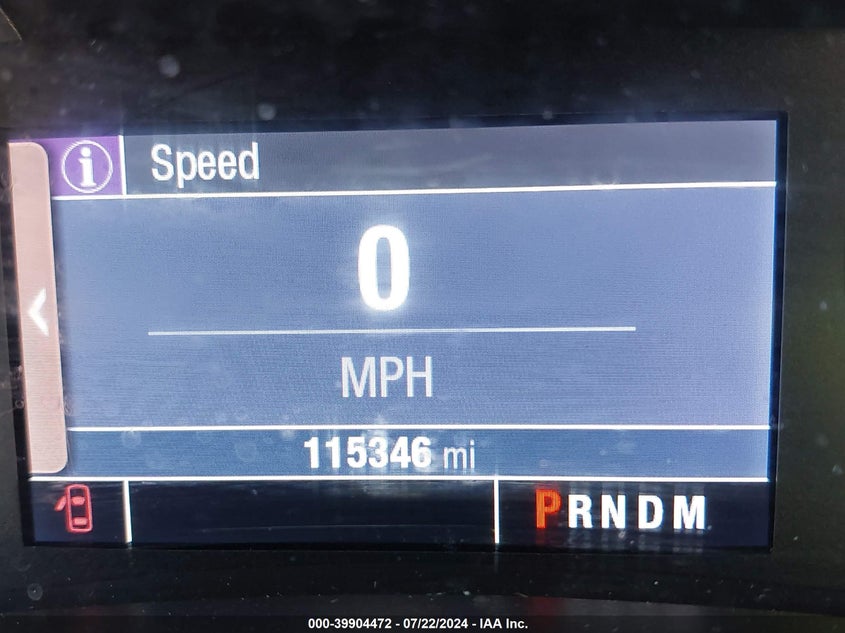 Speed
0
MPH
115346 mi
PRNDM
000-39904472 - 07/22/2024 - IAA Inc.